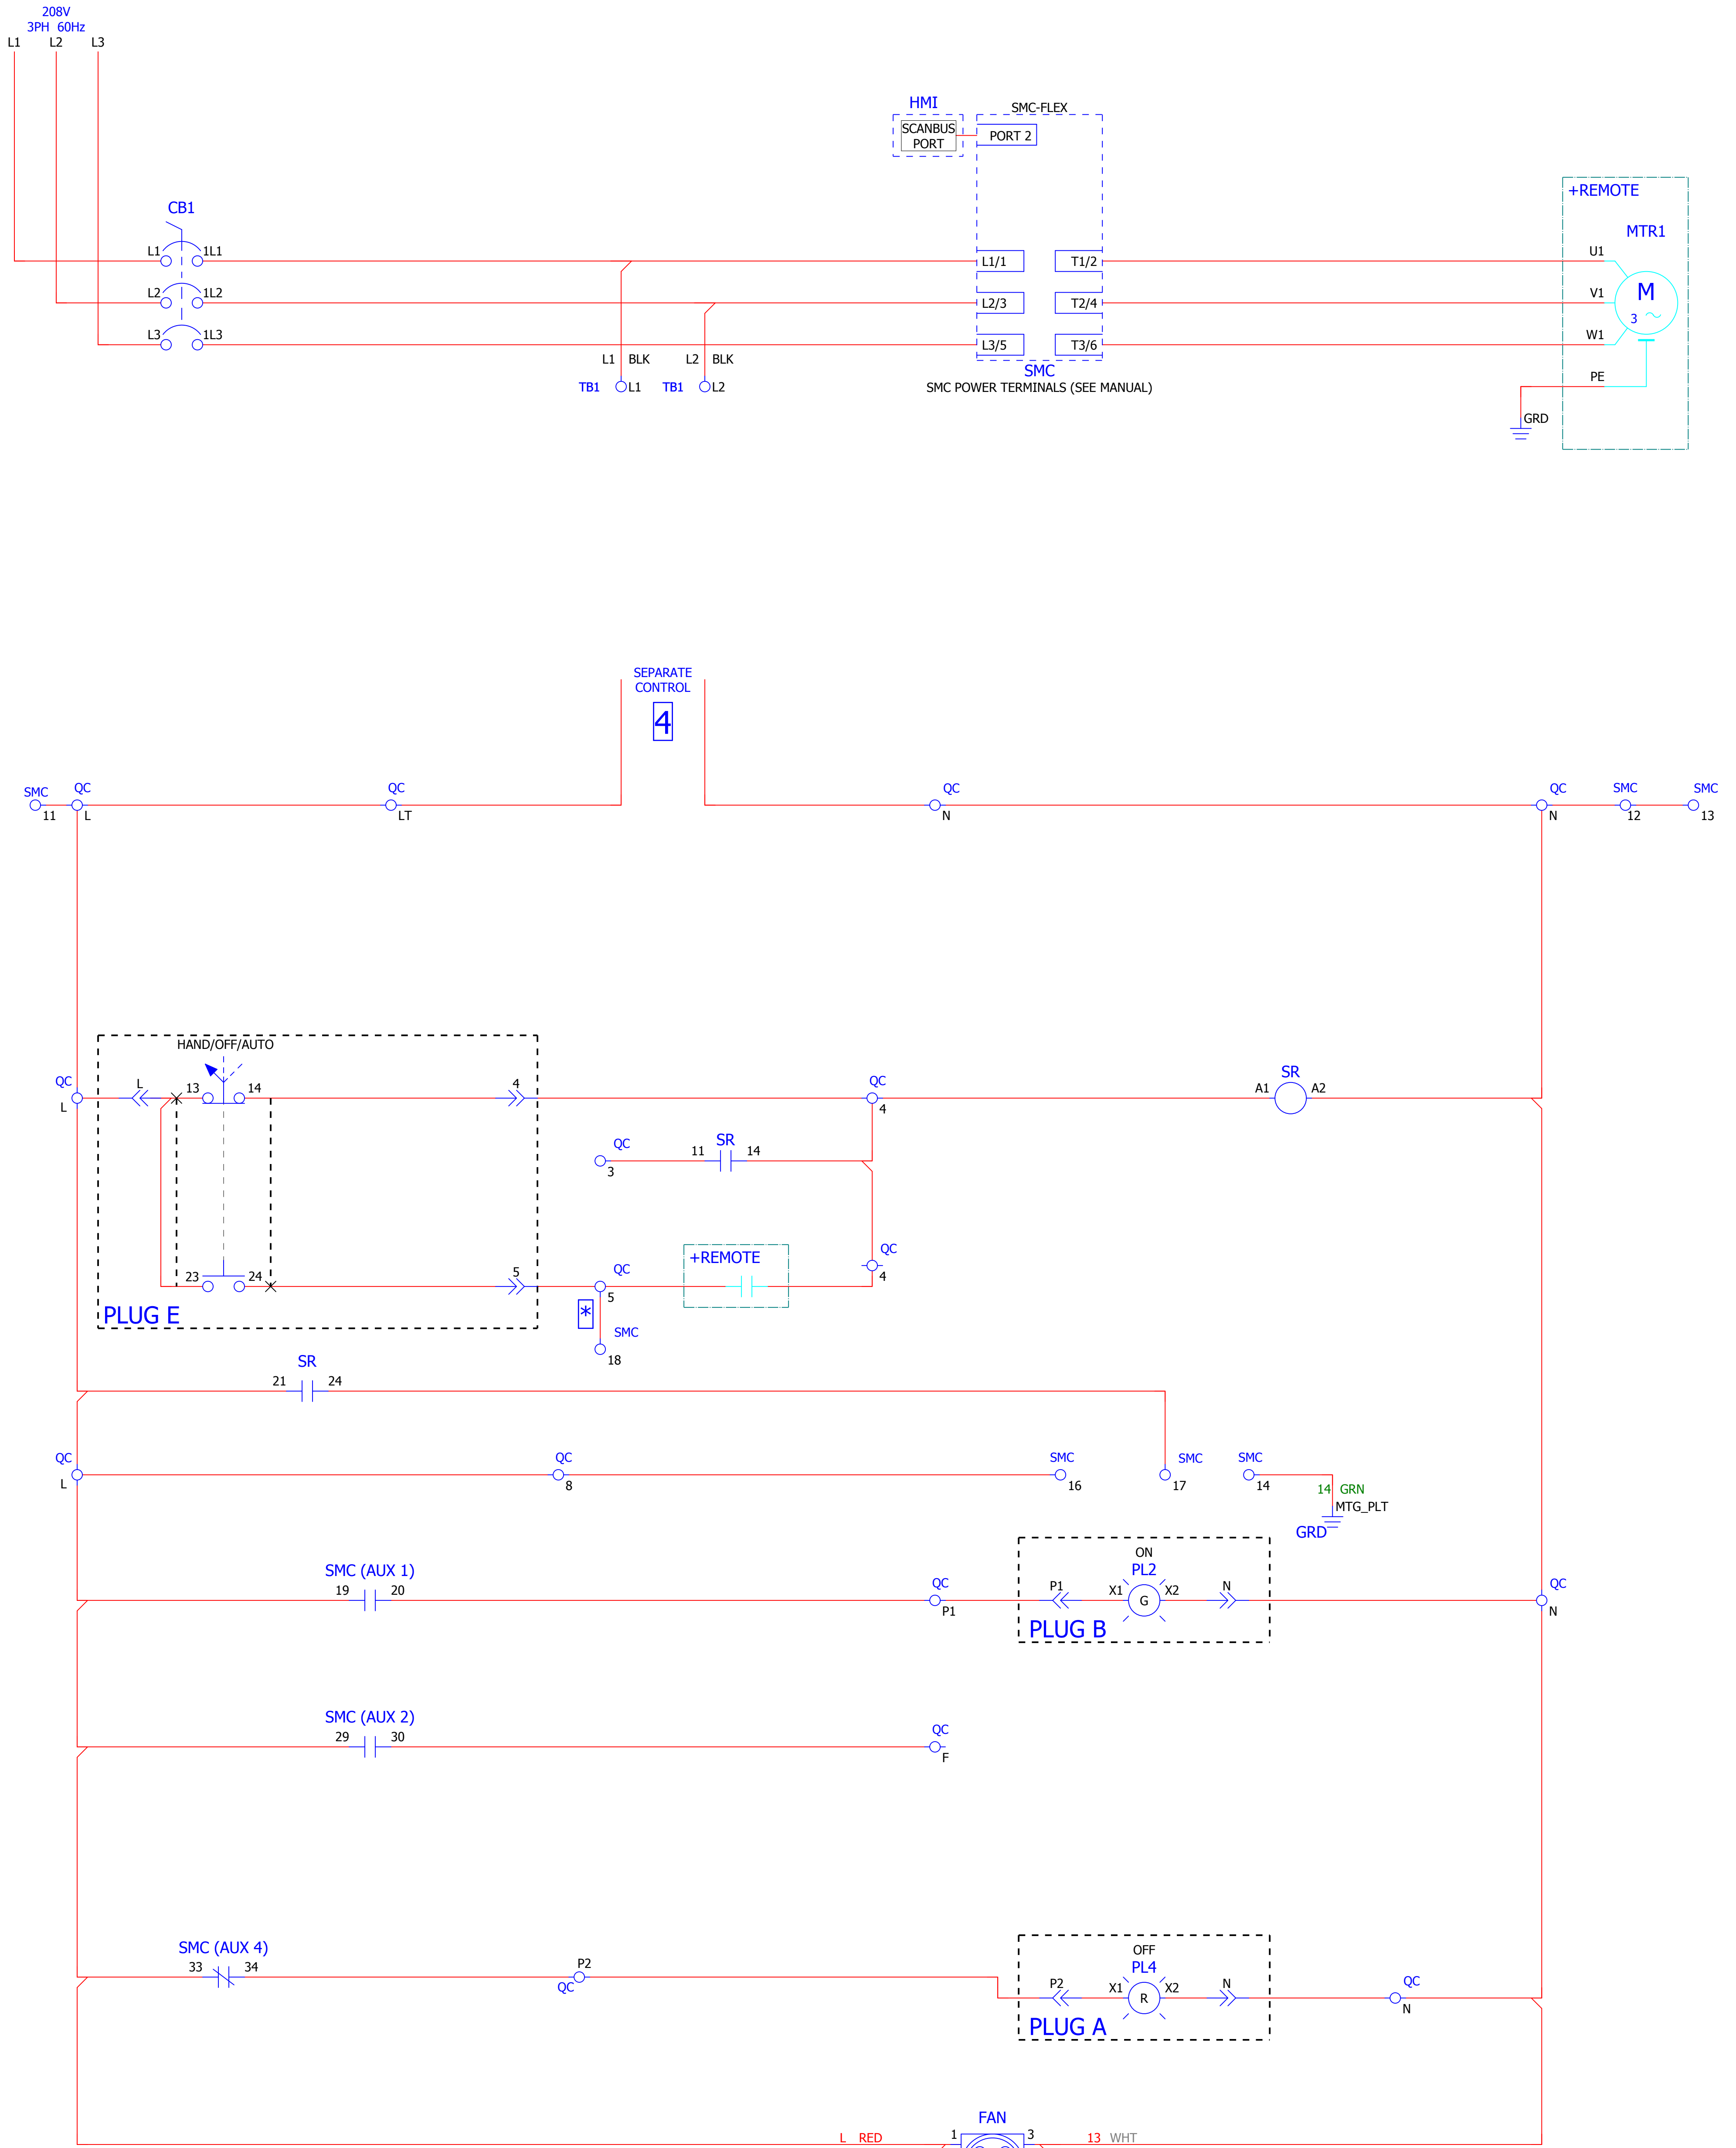 208V
3PH 60Hz
L1 L2 L3
HMI
SMC-FLEX
SCANBUS
PORT
PORT 2
+REMOTE
CB1
MTR1
L1 1L1 L1/1 T1/2 U1
L2 1L2 L2/3 T2/4 V1
M
3
L3 1L3 L3/5 T3/6 W1
L1 BLK L2 BLK
SMC
PE
TB1 L1 TB1 L2
SMC POWER TERMINALS (SEE MANUAL)
GRD
SEPARATE
CONTROL
4
SMC QC QC QC QC SMC SMC
11 L LT N N 12 13
HAND/OFF/AUTO
QC L 13 14 4 QC A1 SR A2
L 4
QC 11 SR 14
3
+REMOTE QC
4
23 24 5 QC
5
PLUG E
*
SMC
18
SR
21 24
QC QC SMC SMC SMC
L 8 16 17 14
14 GRN
MTG_PLT
GRD
ON
SMC (AUX 1) PL2
19 20 QC P1 X1 G X2 N QC
P1 N
PLUG B
SMC (AUX 2)
29 30 QC
F
SMC (AUX 4) OFF
33 34 P2 PL4
QC P2 X1 R X2 N QC
N
PLUG A
FAN
L RED 1 3 13 WHT